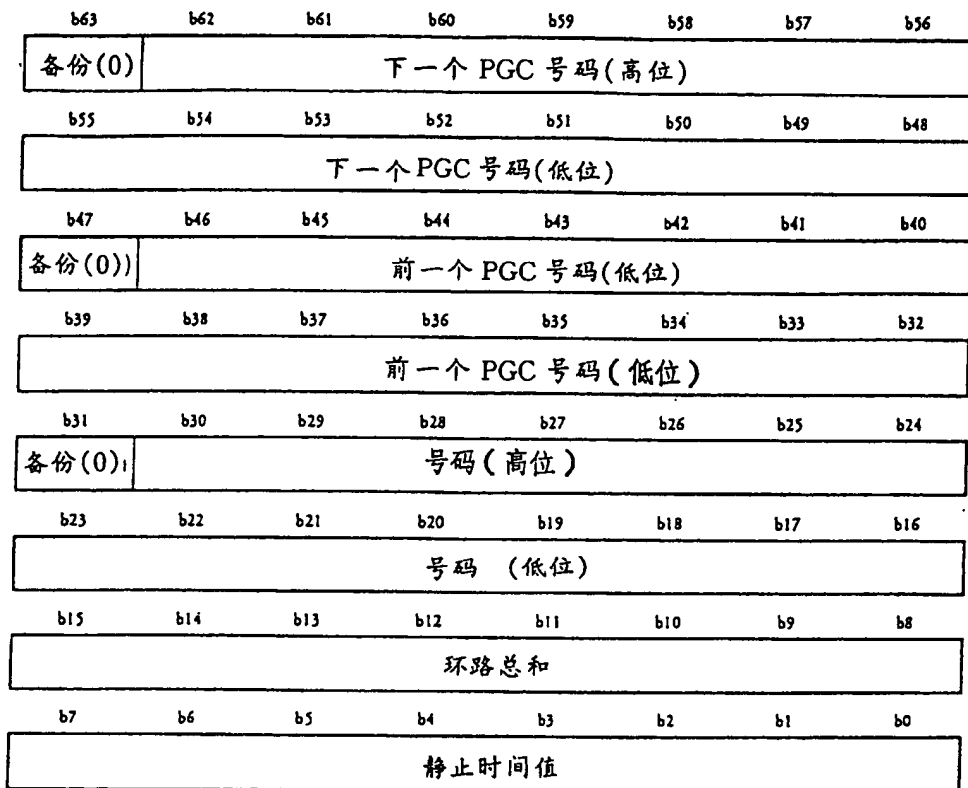 b63 b62 b61 b60 b59 b58 b57 b56
备份(0) 下一个 PGC 号码(高位)
b55 b54 b53 b52 b51 b50 b49 b48
下一个PGC 号码(低位)
b47 b46 b45 b44 b43 b42 b41 b40
备份(0)) 前一个 PGC 号码(低位)
b39 b38 b37 b36 b35 b34 b33 b32
前一个 PGC 号码(低位)
b31 b30 b29 b28 b27 b26 b25 b24
备份(0) 号码(高位)
b23 b22 b21 b20 b19 b18 b17 b16
号码 (低位)
b15 b14 b13 b12 b11 b10 b9 b8
环路总和
b7 b6 b5 b4 b3 b2 b1 b0
静止时间值